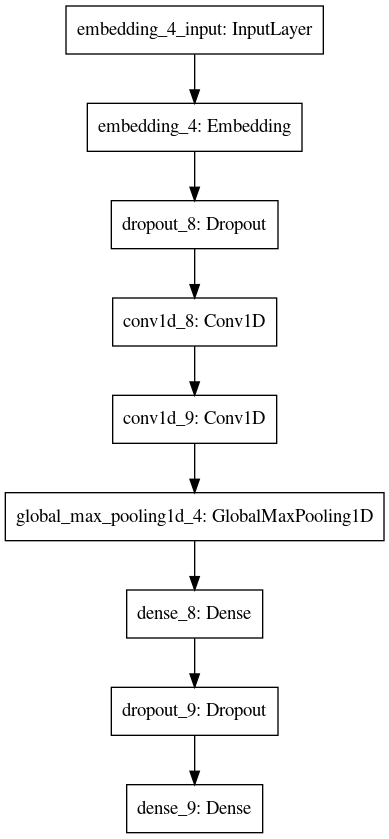 embedding_4_input: InputLayer
embedding_4: Embedding
dropout_8: Dropout
conv1d_8: Conv1D
conv1d_9: Conv1D
global_max_pooling1d_4: GlobalMaxPooling1D
dense_8: Dense
dropout_9: Dropout
dense_9: Dense